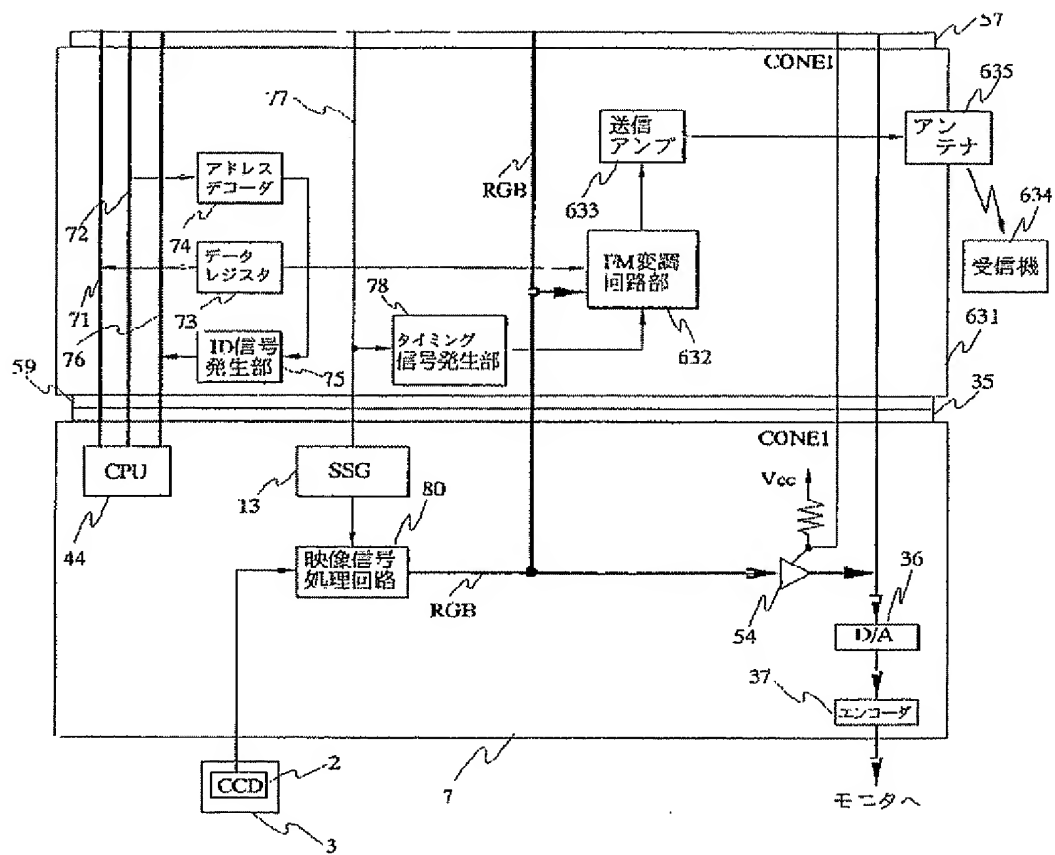 57
CONE1
77
635
送信
アンプ
アン
テナ
アドレス
デコーダ
RGB
633
634
72
74
データ
レジスタ
FM変調
回路部
受信機
71
73
78
76
ID信号
発生部
タイミング
信号発生部
632
631
59
75
35
CPU
SSG
CONE1
Vcc
13
80
44
映像信号
処理回路
RGB
36
54
D/A
37
エンコーダ
2
CCD
7
モニタへ
3